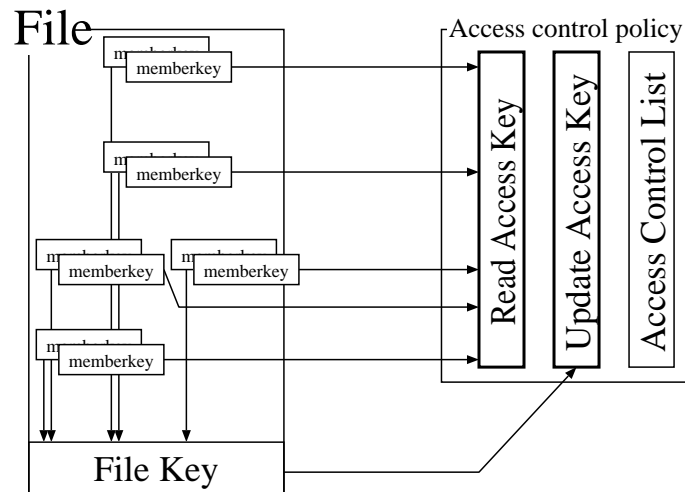 File
Access control policy
memberkey
memberkey
memberkey
memberkey
memberkey
Read Access Key
Update Access Key
Access Control List
File Key